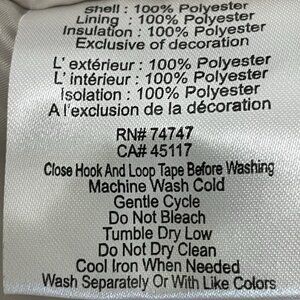 Shell : 100% Polyester
Lining : 100% Polyester
Insulation : 100% Polyester
Exclusive of decoration
L' extérieur : 100% Polyester
L' intérieur : 100% Polyester
Isolation : 100% Polyester
A l'exclusion de la décoration
RN# 74747
CA# 45117
Close Hook And Loop Tape Before Washing
Machine Wash Cold
Gentle Cycle
Do Not Bleach
Tumble Dry Low
Do Not Dry Clean
Cool Iron When Needed
Wash Separately Or With Like Colors